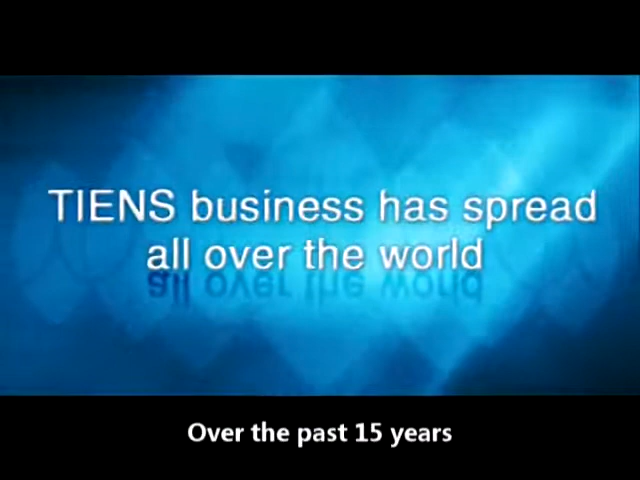 TIENS business has spread
all over the world
Over the past 15 years